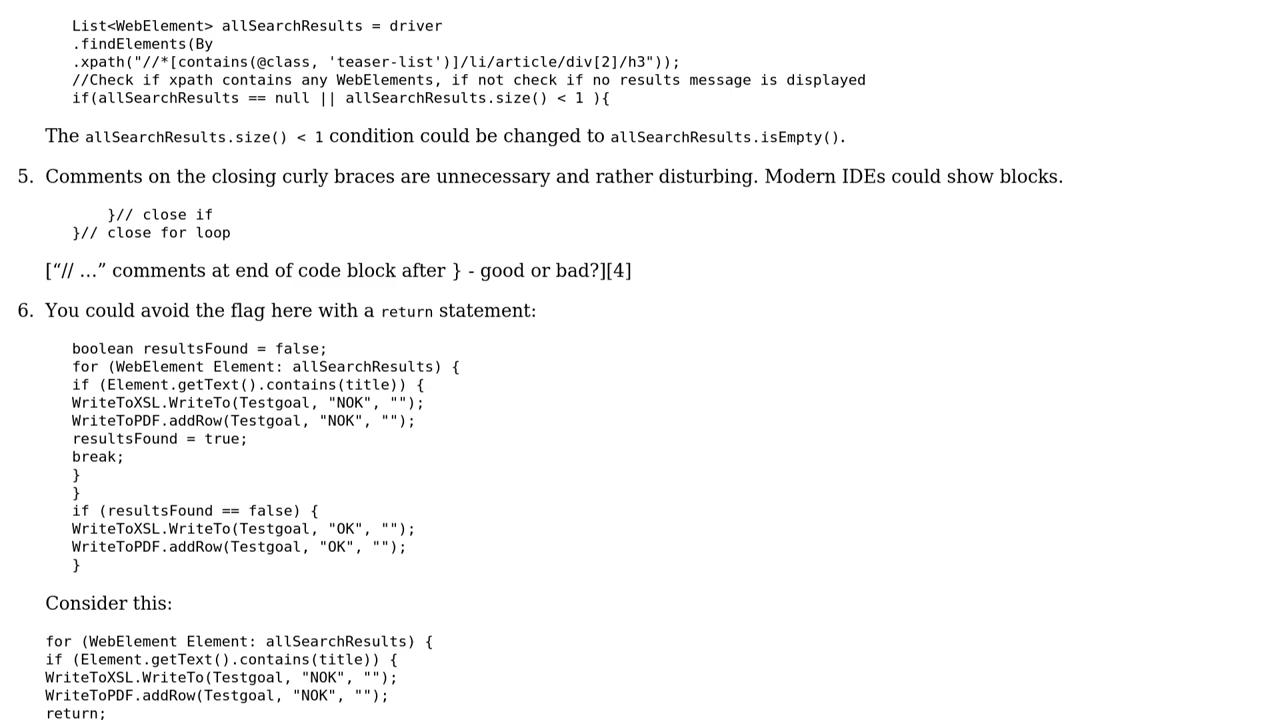 List<WebElement> allSearchResults = driver
.findElements(By
.xpath("//*[contains(@class, 'teaser-list')]/li/article/div[2]/h3"));
//Check if xpath contains any WebElements, if not check if no results message is displayed
if(allSearchResults == null || allSearchResults.size() < 1 ){
The allSearchResults.size() < 1 condition could be changed to allSearchResults.isEmpty().
5. Comments on the closing curly braces are unnecessary and rather disturbing. Modern IDEs could show blocks.
}// close if
}// close for loop
[“// …” comments at end of code block after } - good or bad?][4]
6. You could avoid the flag here with a return statement:
boolean resultsFound = false;
for (WebElement Element: allSearchResults) {
if (Element.getText().contains(title)) {
WriteToXSL.WriteTo(Testgoal, "NOK", "");
WriteToPDF.addRow(Testgoal, "NOK", "");
resultsFound = true;
break;
}
}
if (resultsFound == false) {
WriteToXSL.WriteTo(Testgoal, "OK", "");
WriteToPDF.addRow(Testgoal, "OK", "");
}
Consider this:
for (WebElement Element: allSearchResults) {
if (Element.getText().contains(title)) {
WriteToXSL.WriteTo(Testgoal, "NOK", "");
WriteToPDF.addRow(Testgoal, "NOK", "");
return;